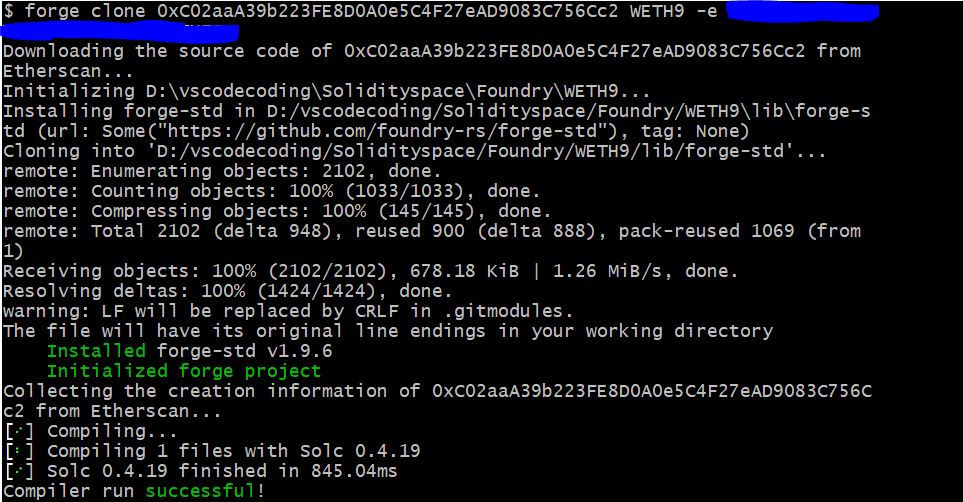 $ forge clone 0xC02aaA39b223FE8D0A0e5C4F27eAD9083C756Cc2 WETH9 -e
Downloading the source code of 0xC02aaA39b223FE8D0A0e5C4F27eAD9083C756Cc2 from
Etherscan...
Initializing D:\vscodecoding\Solidityspace\Foundry\WETH9...
Installing forge-std in D:/vscodecoding/Solidityspace/Foundry/WETH9\lib\forge-s
td (url: Some("https://github.com/foundry-rs/forge-std"), tag: None)
Cloning into 'D:/vscodecoding/Solidityspace/Foundry/WETH9/lib/forge-std'...
remote: Enumerating objects: 2102, done.
remote: Counting objects: 100% (1033/1033), done.
remote: Compressing objects: 100% (145/145), done.
remote: Total 2102 (delta 948), reused 900 (delta 888), pack-reused 1069 (from
1)
Receiving objects: 100% (2102/2102), 678.18 KiB | 1.26 MiB/s, done.
Resolving deltas: 100% (1424/1424), done.
warning: LF will be replaced by CRLF in .gitmodules.
The file will have its original line endings in your working directory
    Installed forge-std v1.9.6
    Initialized forge project
Collecting the creation information of 0xC02aaA39b223FE8D0A0e5C4F27eAD9083C756C
c2 from Etherscan...
[⠊] Compiling...
[⠃] Compiling 1 files with Solc 0.4.19
[⠊] Solc 0.4.19 finished in 845.04ms
Compiler run successful!